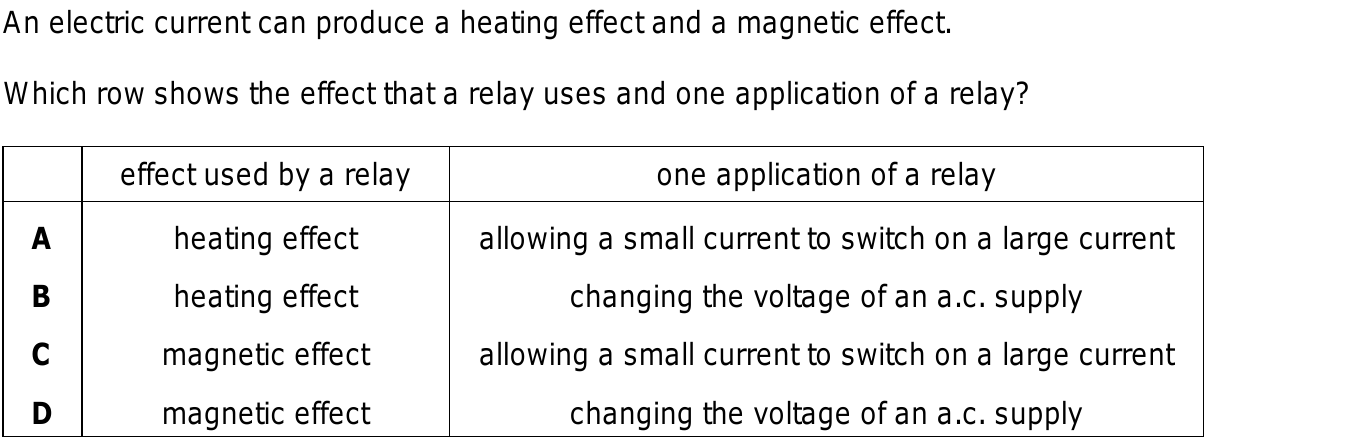 An electric current can produce a heating effect and a magnetic effect.
Which row shows the effect that a relay uses and one application of a relay?
effect used by a relay one application of a relay
A heating effect allowing a small current to switch on a large current
B heating effect changing the voltage of an a.c. supply
C magnetic effect allowing a small current to switch on a large current
D magnetic effect changing the voltage of an a.c. supply